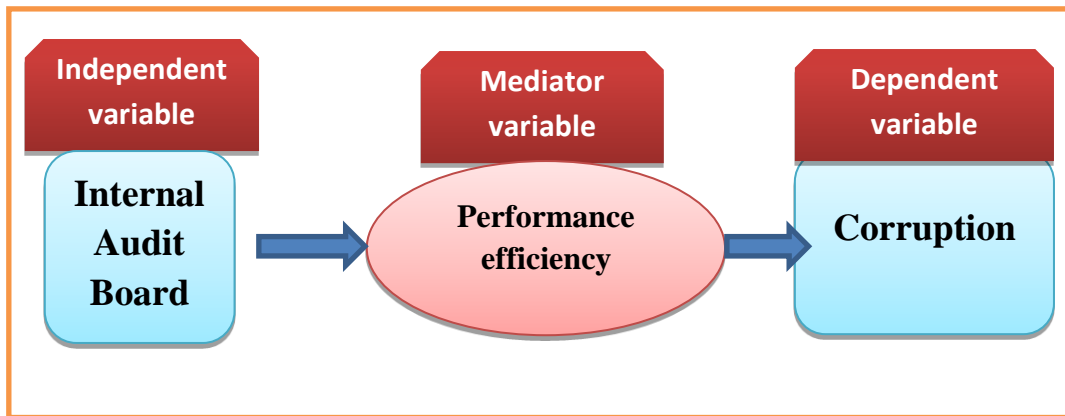 Independent
variable
Internal
Audit
Board
Mediator
variable
Performance
efficiency
Dependent
variable
Corruption